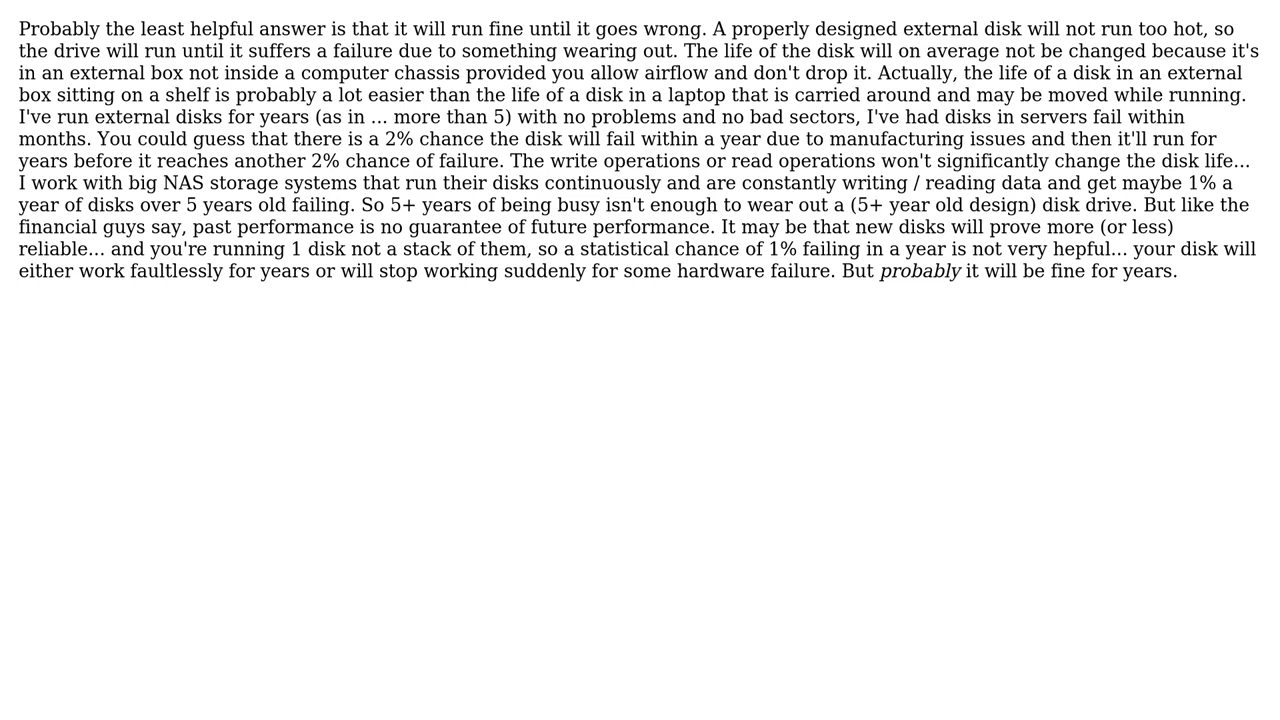 Probably the least helpful answer is that it will run fine until it goes wrong. A properly designed external disk will not run too hot, so
the drive will run until it suffers a failure due to something wearing out. The life of the disk will on average not be changed because it's
in an external box not inside a computer chassis provided you allow airflow and don't drop it. Actually, the life of a disk in an external
box sitting on a shelf is probably a lot easier than the life of a disk in a laptop that is carried around and may be moved while running.
I've run external disks for years (as in ... more than 5) with no problems and no bad sectors, I've had disks in servers fail within
months. You could guess that there is a 2% chance the disk will fail within a year due to manufacturing issues and then it'll run for
years before it reaches another 2% chance of failure. The write operations or read operations won't significantly change the disk life...
I work with big NAS storage systems that run their disks continuously and are constantly writing / reading data and get maybe 1% a
year of disks over 5 years old failing. So 5+ years of being busy isn't enough to wear out a (5+ year old design) disk drive. But like the
financial guys say, past performance is no guarantee of future performance. It may be that new disks will prove more (or less)
reliable... and you're running 1 disk not a stack of them, so a statistical chance of 1% failing in a year is not very hepful... your disk will
either work faultlessly for years or will stop working suddenly for some hardware failure. But probably it will be fine for years.